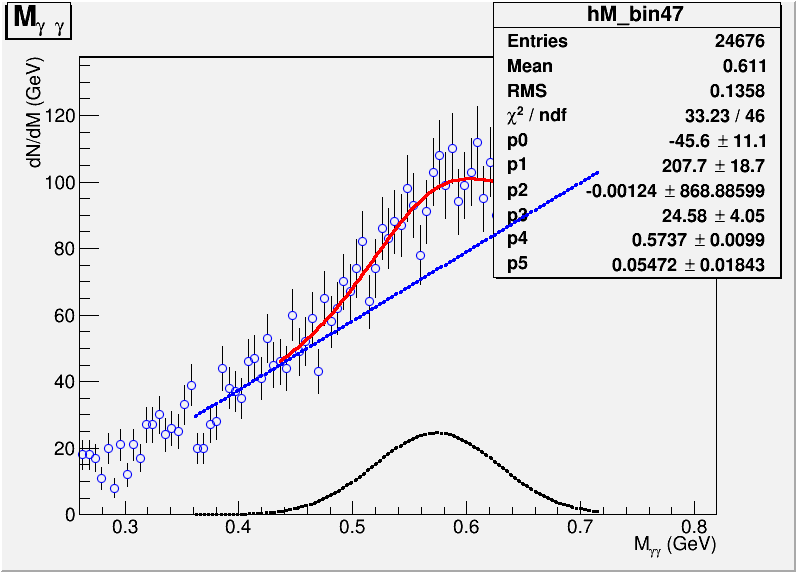 Mγ γ
hM_bin47
Entries 24676
Mean 0.611
RMS 0.1358
χ² / ndf 33.23 / 46
p0 -45.6 ± 11.1
p1 207.7 ± 18.7
p2 -0.00124 ± 868.88599
p3 24.58 ± 4.05
p4 0.5737 ± 0.0099
p5 0.05472 ± 0.01843
dN/dM (GeV)
120
100
80
60
40
20
0
0.3 0.4 0.5 0.6 0.7 0.8
Mγγ (GeV)